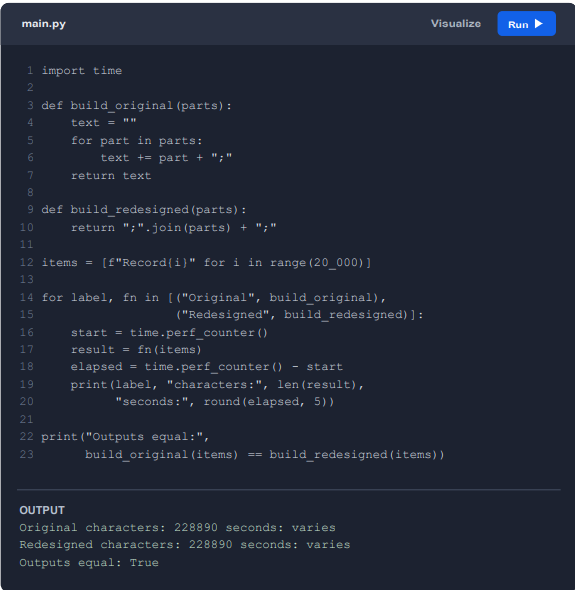 main.py
Visualize
Run
1 import time
2
3 def build_original(parts):
4     text = ""
5     for part in parts:
6         text += part + ";"
7     return text
8
9 def build_redesigned(parts):
10     return ";".join(parts) + ";"
11
12 items = [f"Record{i}" for i in range(20_000)]
13
14 for label, fn in [("Original", build_original),
15                   ("Redesigned", build_redesigned)]:
16     start = time.perf_counter()
17     result = fn(items)
18     elapsed = time.perf_counter() - start
19     print(label, "characters:", len(result),
20           "seconds:", round(elapsed, 5))
21
22 print("Outputs equal:",
23       build_original(items) == build_redesigned(items))
OUTPUT
Original characters: 228890 seconds: varies
Redesigned characters: 228890 seconds: varies
Outputs equal: True